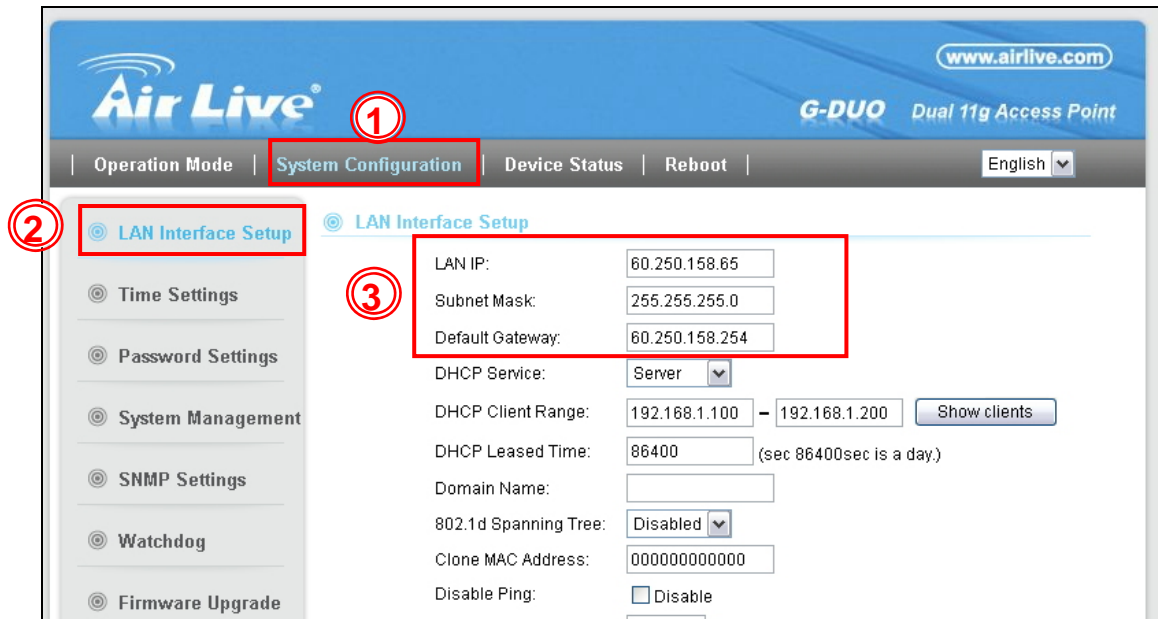 www.airlive.com
Air Live®
G-DUO Dual 11g Access Point
1
| Operation Mode | System Configuration | Device Status | Reboot | English
2
LAN Interface Setup
Time Settings
Password Settings
System Management
SNMP Settings
Watchdog
Firmware Upgrade
LAN Interface Setup
3
LAN IP: 60.250.158.65
Subnet Mask: 255.255.255.0
Default Gateway: 60.250.158.254
DHCP Service: Server
DHCP Client Range: 192.168.1.100 – 192.168.1.200 Show clients
DHCP Leased Time: 86400 (sec 86400sec is a day.)
Domain Name:
802.1d Spanning Tree: Disabled
Clone MAC Address: 000000000000
Disable Ping: Disable